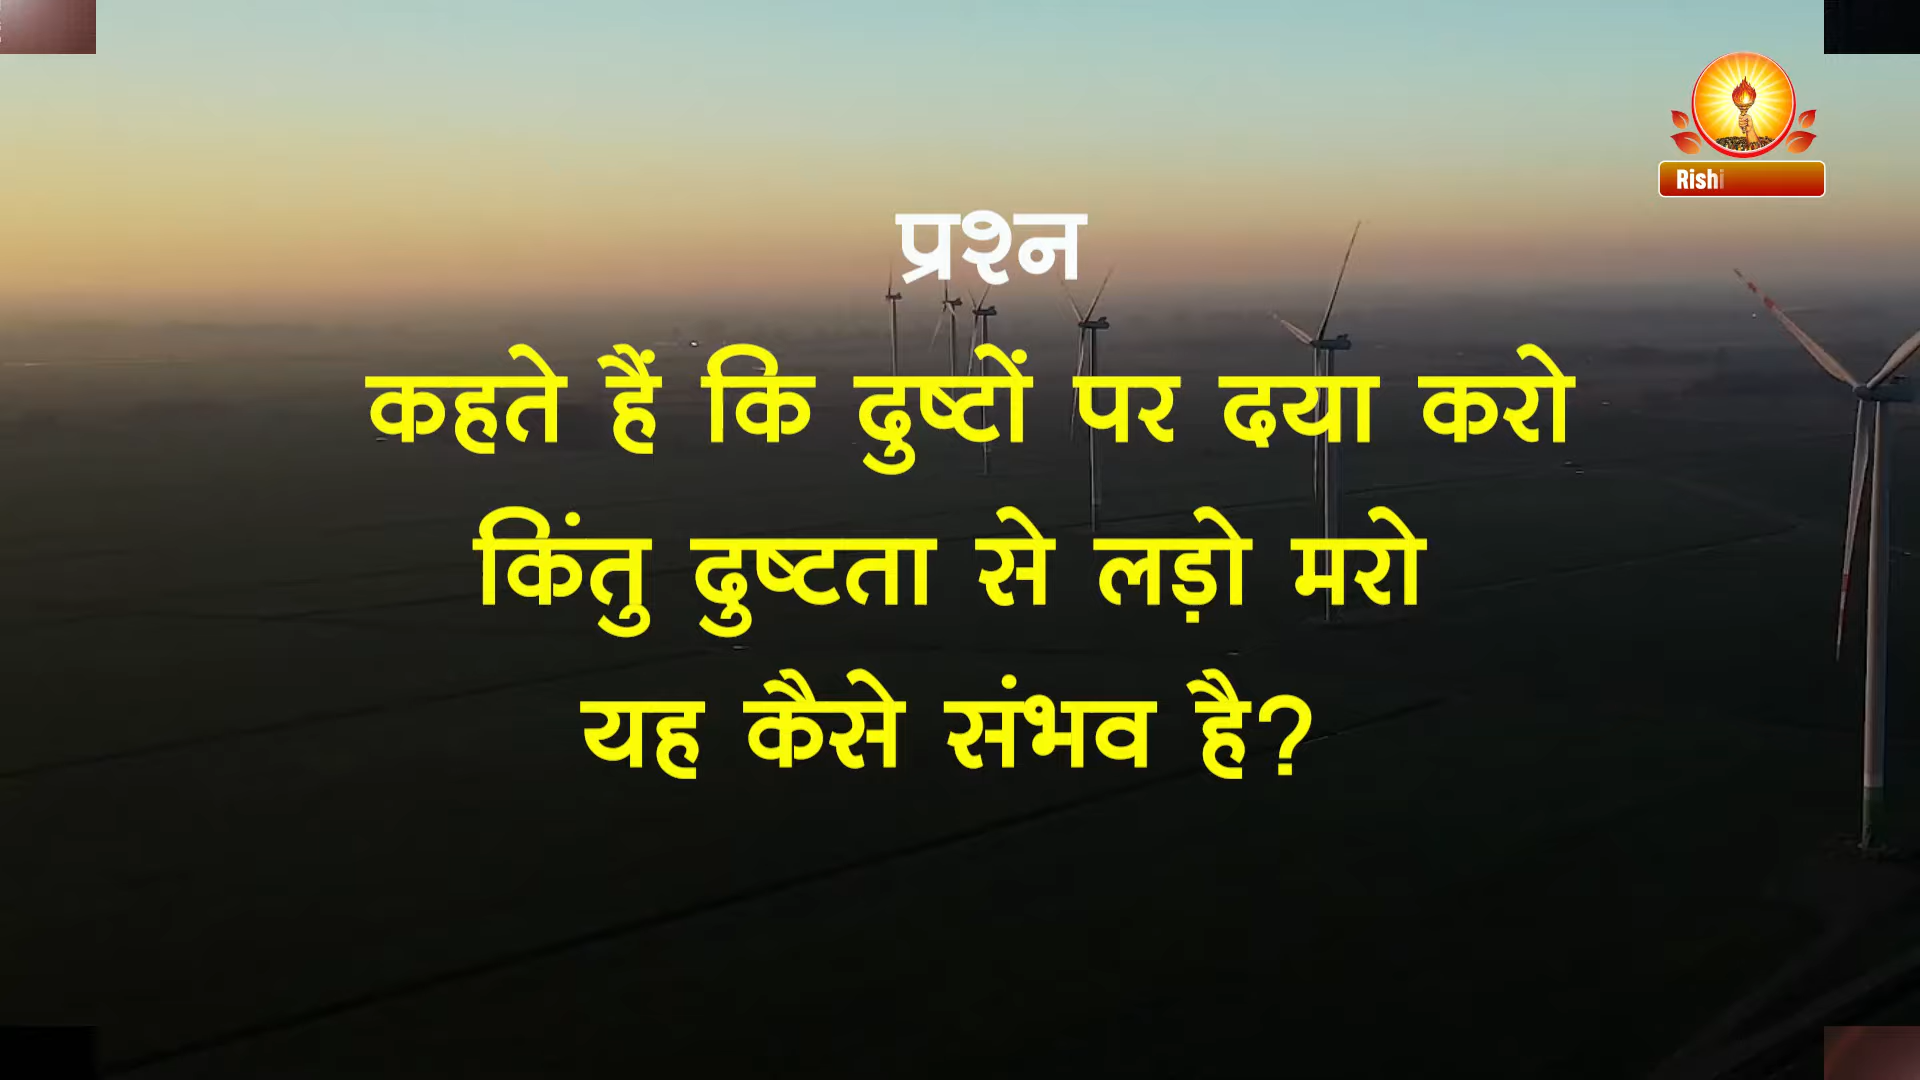 Rishi
प्रश्न
कहते हैं कि दुष्टों पर दया करो
किंतु दुष्टता से लड़ो मरो
यह कैसे संभव है?